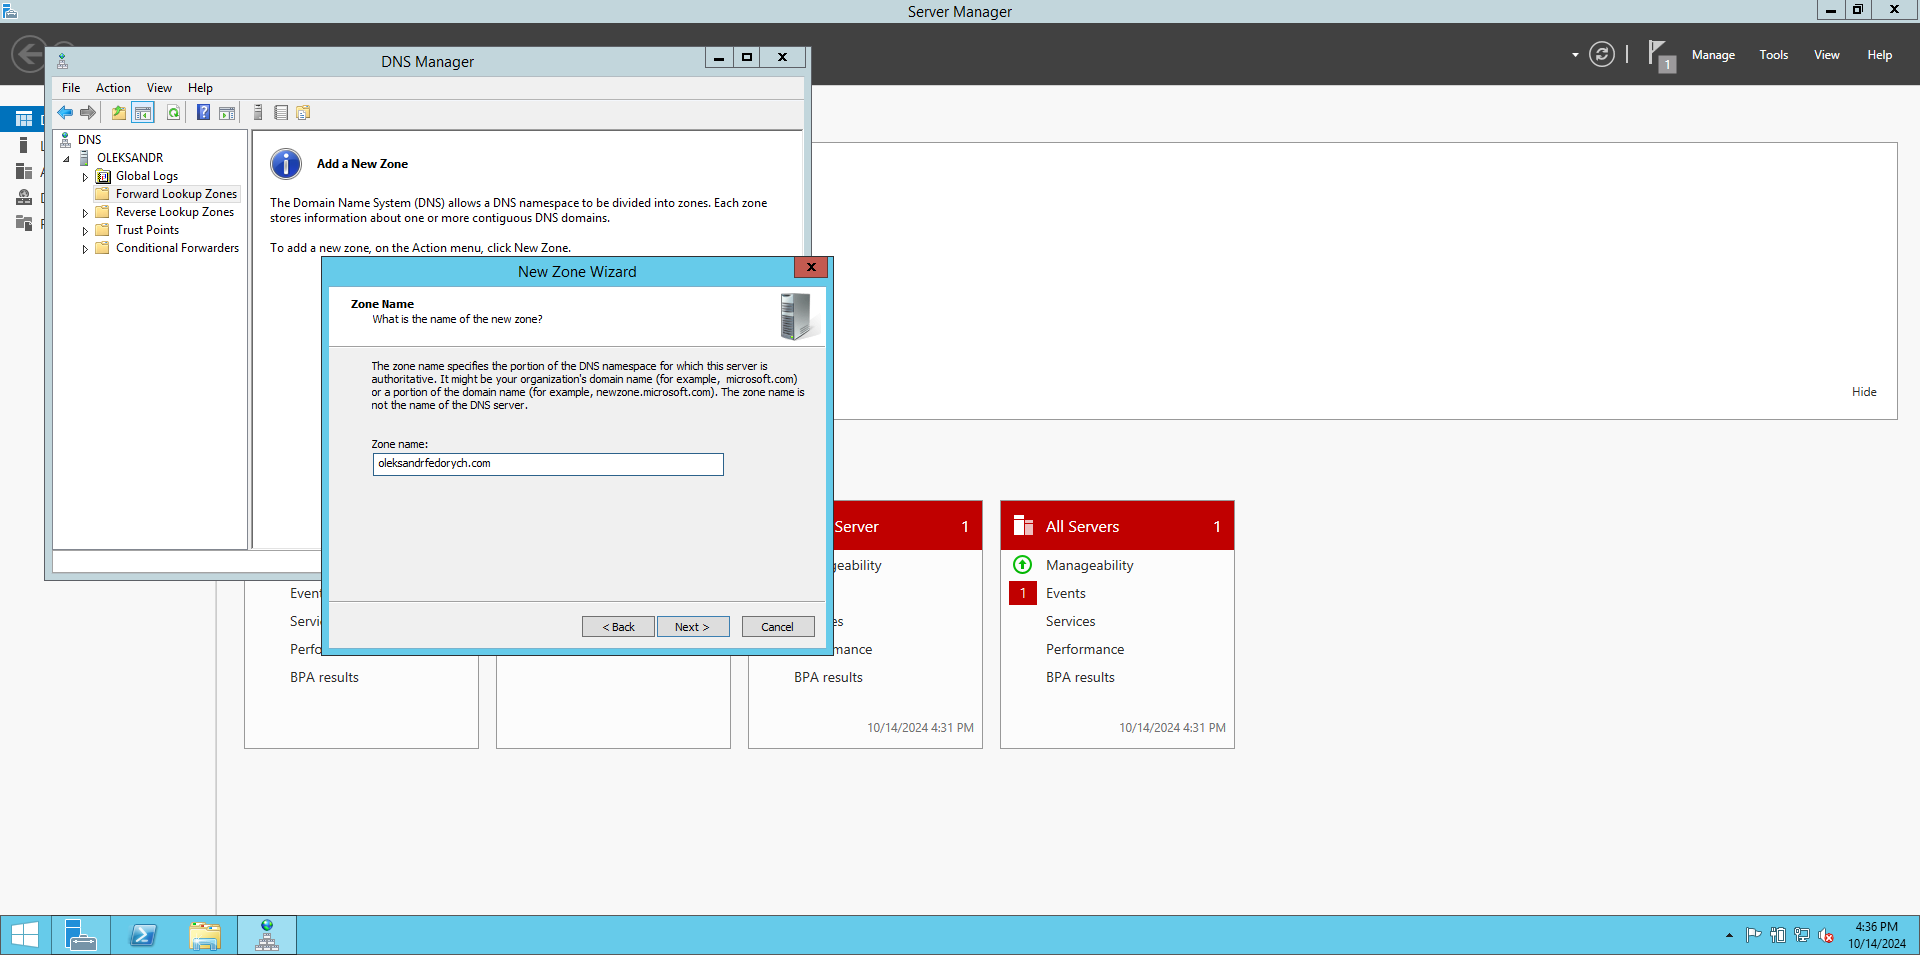 Server Manager
DNS Manager
1
Manage
Tools
View
Help
File
Action
View
Help
DNS
OLEKSANDR
Global Logs
Forward Lookup Zones
Reverse Lookup Zones
Trust Points
Conditional Forwarders
Add a New Zone
The Domain Name System (DNS) allows a DNS namespace to be divided into zones. Each zone
stores information about one or more contiguous DNS domains.
To add a new zone, on the Action menu, click New Zone.
New Zone Wizard
Zone Name
What is the name of the new zone?
The zone name specifies the portion of the DNS namespace for which this server is
authoritative. It might be your organization's domain name (for example, microsoft.com)
or a portion of the domain name (for example, newzone.microsoft.com). The zone name is
not the name of the DNS server.
Zone name:
oleksandrfedorych.com
< Back
Next >
Cancel
Hide
Server 1
All Servers 1
Manageability
1 Events
Services
Performance
BPA results
10/14/2024 4:31 PM
BPA results
BPA results
10/14/2024 4:31 PM
4:36 PM
10/14/2024